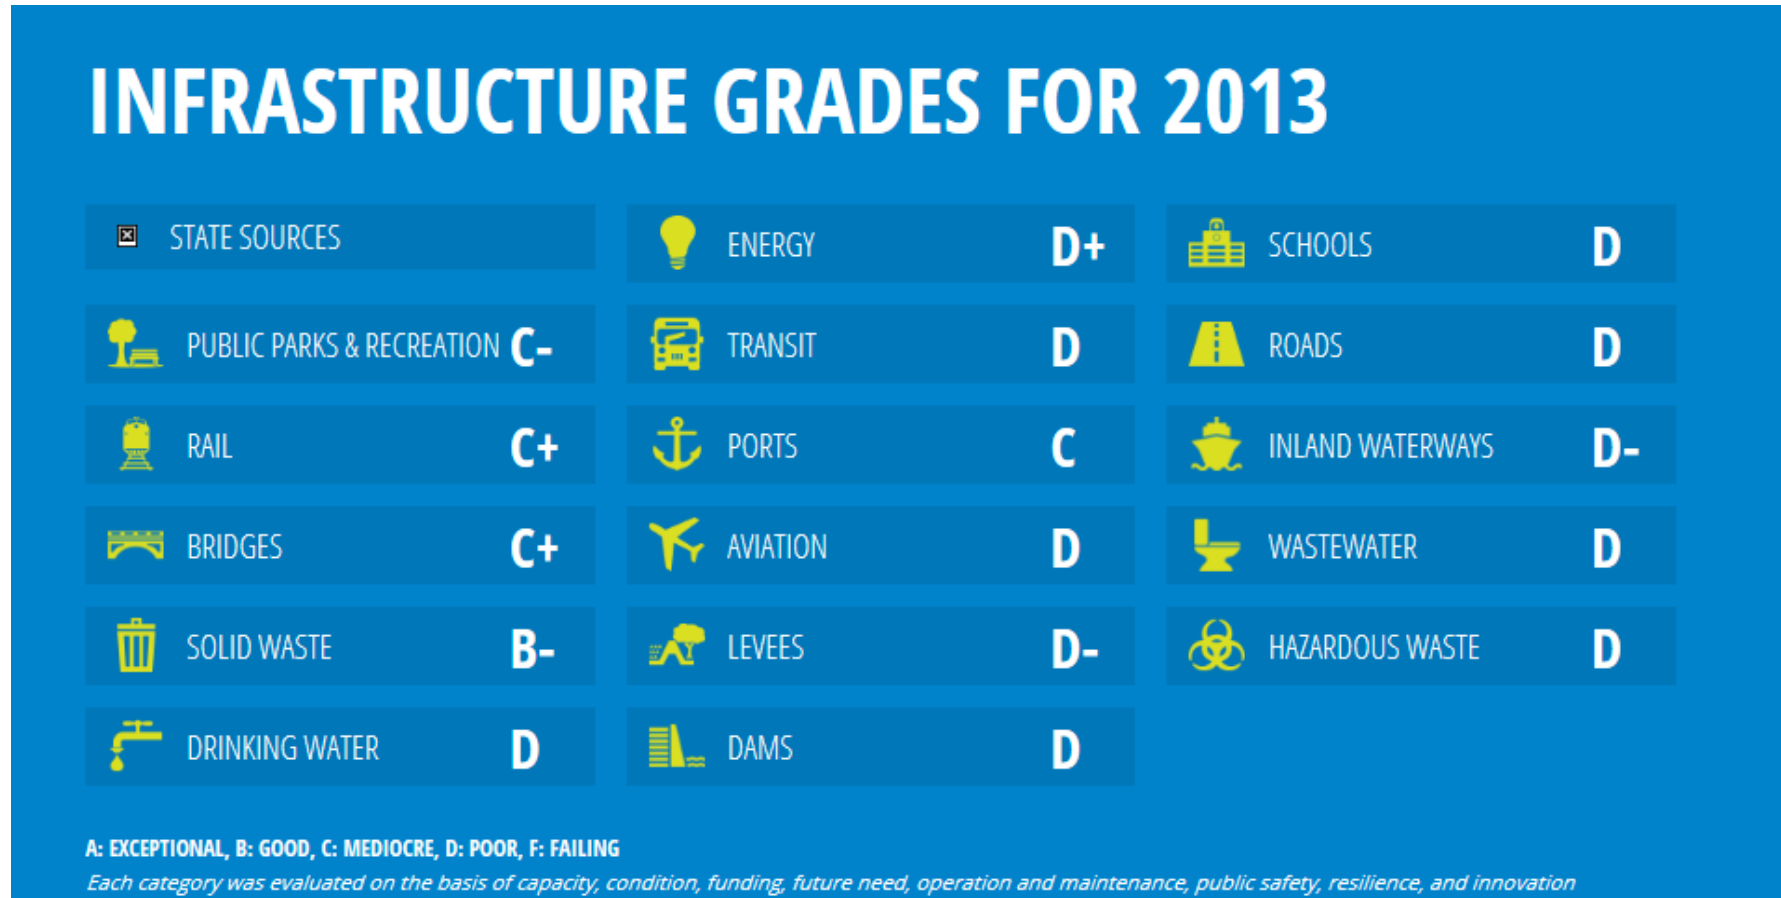 INFRASTRUCTURE GRADES FOR 2013
STATE SOURCES
PUBLIC PARKS & RECREATION C-
RAIL C+
BRIDGES C+
SOLID WASTE B-
DRINKING WATER D
ENERGY D+
TRANSIT D
PORTS C
AVIATION D
LEVEES D-
DAMS D
SCHOOLS D
ROADS D
INLAND WATERWAYS D-
WASTEWATER D
HAZARDOUS WASTE D
A: EXCEPTIONAL, B: GOOD, C: MEDIOCRE, D: POOR, F: FAILING
Each category was evaluated on the basis of capacity, condition, funding, future need, operation and maintenance, public safety, resilience, and innovation